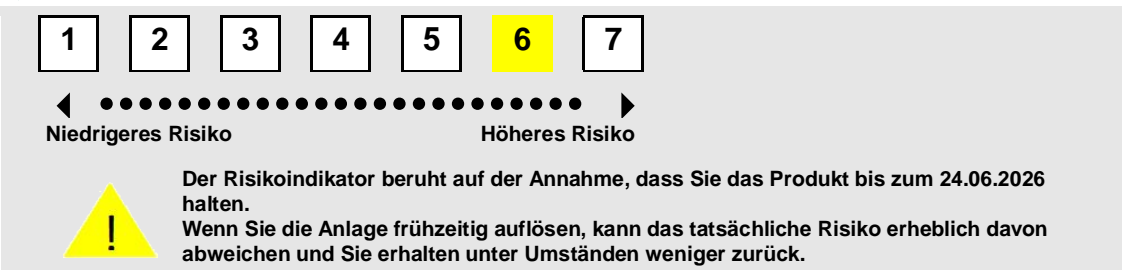 1 2 3 4 5 6 7
Niedrigeres Risiko Höheres Risiko
Der Risikoindikator beruht auf der Annahme, dass Sie das Produkt bis zum 24.06.2026
halten.
Wenn Sie die Anlage frühzeitig auflösen, kann das tatsächliche Risiko erheblich davon
abweichen und Sie erhalten unter Umständen weniger zurück.
!